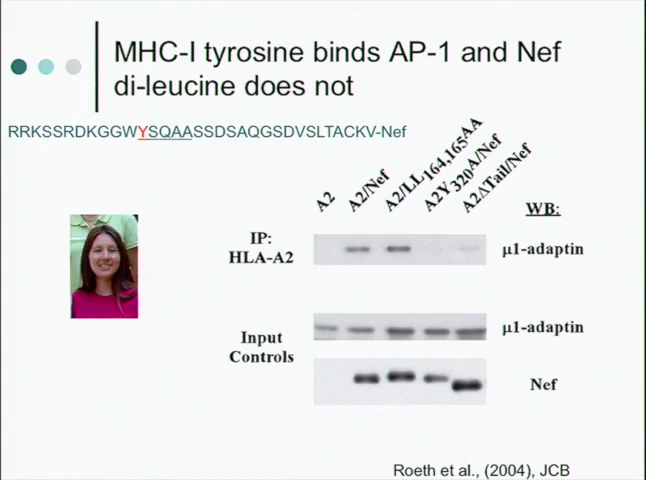 MHC-I tyrosine binds AP-1 and Nef
di-leucine does not
RRKSSRDKGGWYSQAASSDSAQGSDVSLTACKV-Nef
A2
A2/Nef
A2/LL164,165AA
A2Y320A/Nef
A2ΔTail/Nef
WB:
IP:
HLA-A2
μ1-adaptin
Input
Controls
μ1-adaptin
Nef
Roeth et al., (2004), JCB